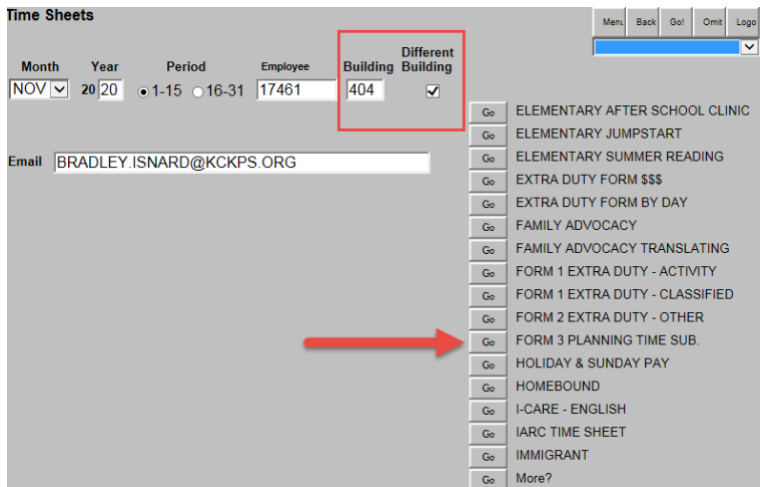 Time Sheets
Menu Back Go! Omit Logo
Different
Month Year Period Employee Building Building
NOV 20 20 1-15 16-31 17461 404
Email BRADLEY.ISNARD@KCKPS.ORG
Go ELEMENTARY AFTER SCHOOL CLINIC
Go ELEMENTARY JUMPSTART
Go ELEMENTARY SUMMER READING
Go EXTRA DUTY FORM $$$
Go EXTRA DUTY FORM BY DAY
Go FAMILY ADVOCACY
Go FAMILY ADVOCACY TRANSLATING
Go FORM 1 EXTRA DUTY - ACTIVITY
Go FORM 1 EXTRA DUTY - CLASSIFIED
Go FORM 2 EXTRA DUTY - OTHER
Go FORM 3 PLANNING TIME SUB.
Go HOLIDAY & SUNDAY PAY
Go HOMEBOUND
Go I-CARE - ENGLISH
Go IARC TIME SHEET
Go IMMIGRANT
Go More?